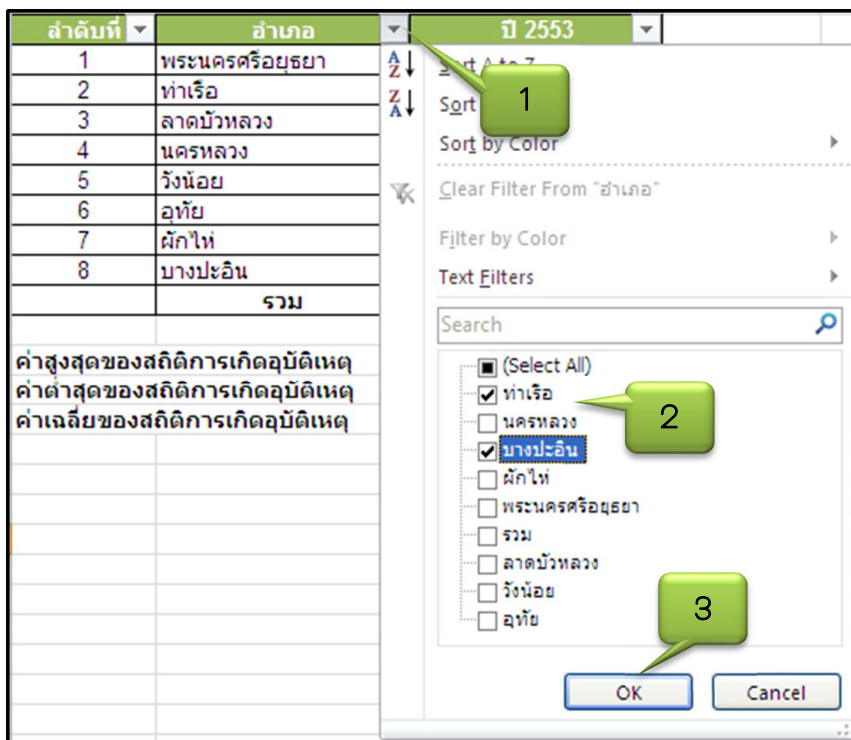 ลำดับที่ อำเภอ ปี 2553
1 พระนครศรีอยุธยา
2 ท่าเรือ
3 ลาดบัวหลวง
4 นครหลวง
5 วังน้อย
6 อุทัย
7 ผักไห่
8 บางปะอิน
รวม
ค่าสูงสุดของสถิติการเกิดอุบัติเหตุ
ค่าต่ำสุดของสถิติการเกิดอุบัติเหตุ
ค่าเฉลี่ยของสถิติการเกิดอุบัติเหตุ
1
Sort
Sort by Color
Clear Filter From "อำเภอ"
Filter by Color
Text Filters
Search
(Select All)
ท่าเรือ
2
นครหลวง
บางปะอิน
ผักไห่
พระนครศรีอยุธยา
รวม
ลาดบัวหลวง
วังน้อย
อุทัย
3
OK Cancel